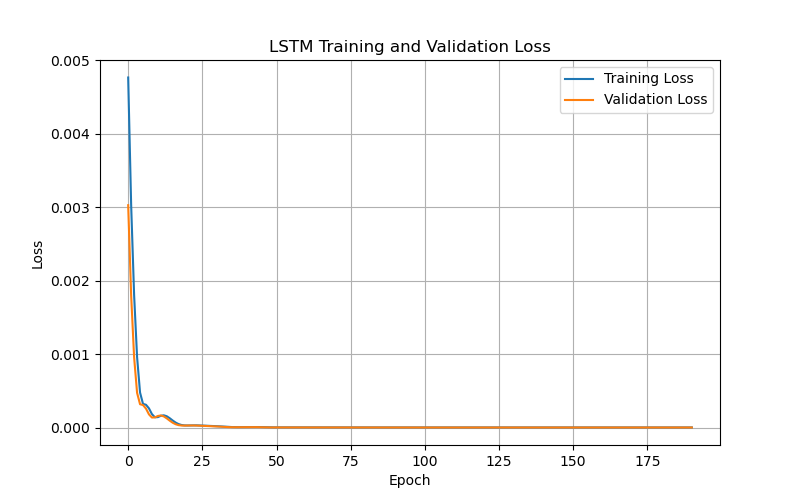 LSTM Training and Validation Loss
Training Loss
Validation Loss
0.005
0.004
0.003
0.002
0.001
0.000
Loss
0 25 50 75 100 125 150 175
Epoch